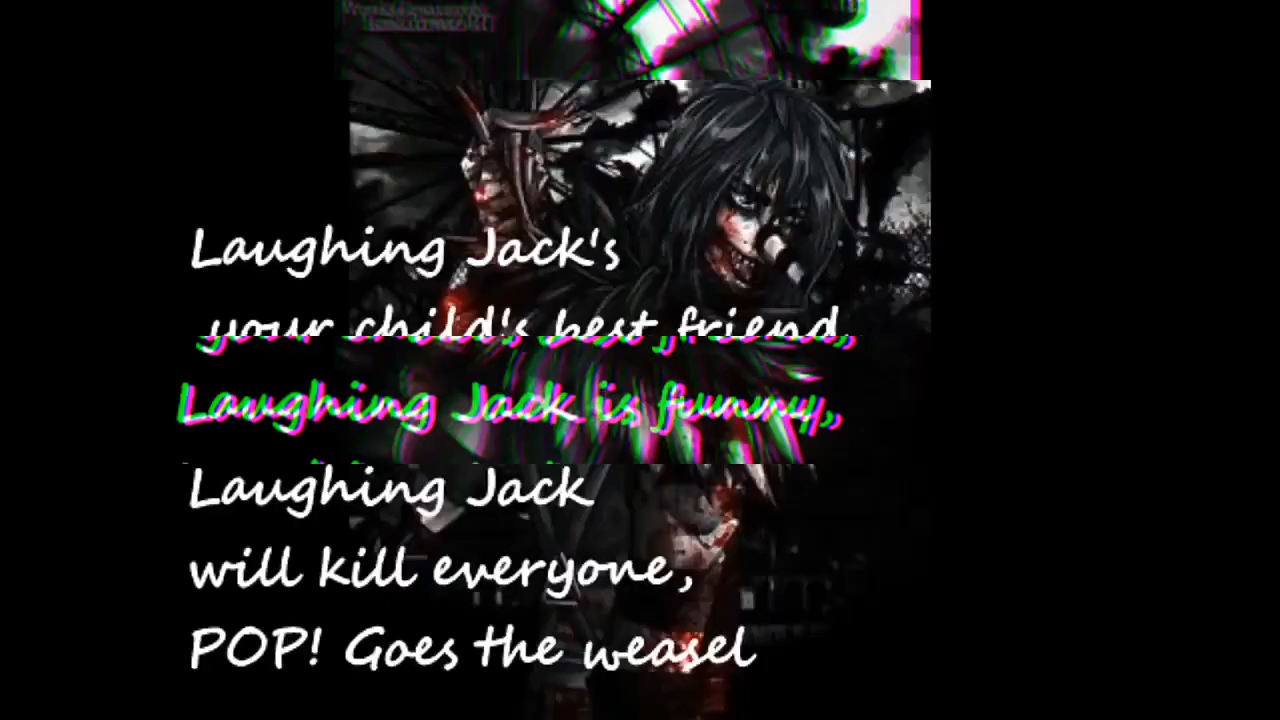 Laughing Jack's
your child's best friend,
Laughing Jack is funny,
Laughing Jack
will kill everyone,
POP! Goes the weasel